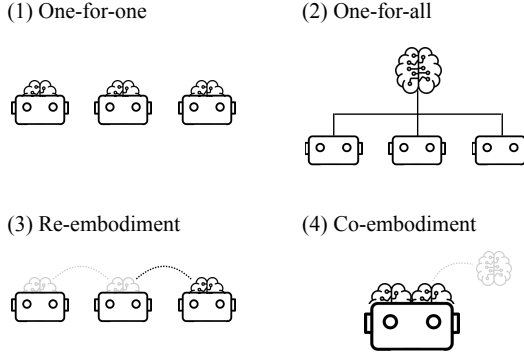 (1) One-for-one
(2) One-for-all
(3) Re-embodiment
(4) Co-embodiment